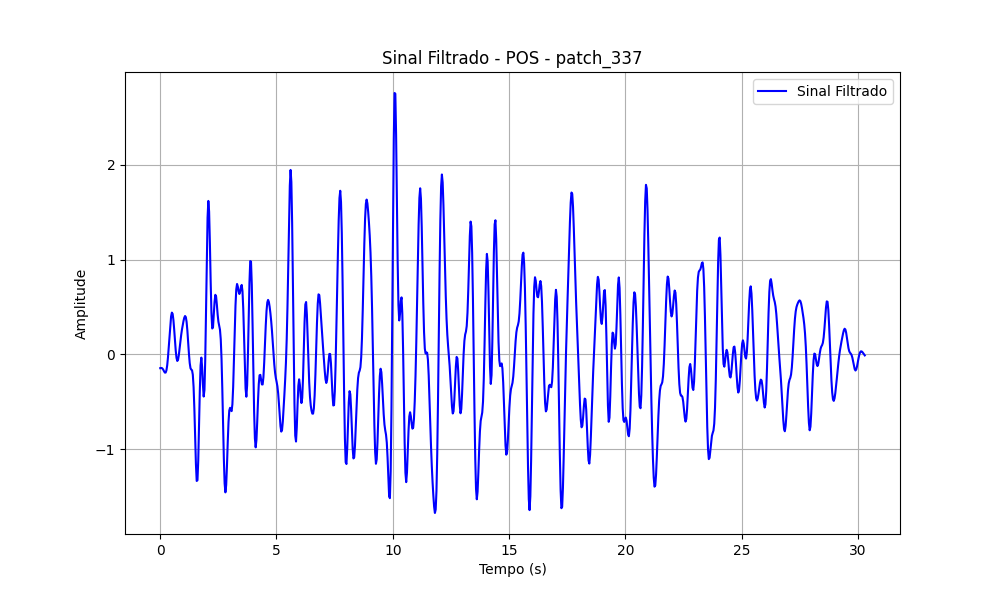 Sinal Filtrado - POS - patch_337
Sinal Filtrado
2
1
0
−1
Amplitude
0 5 10 15 20 25 30
Tempo (s)